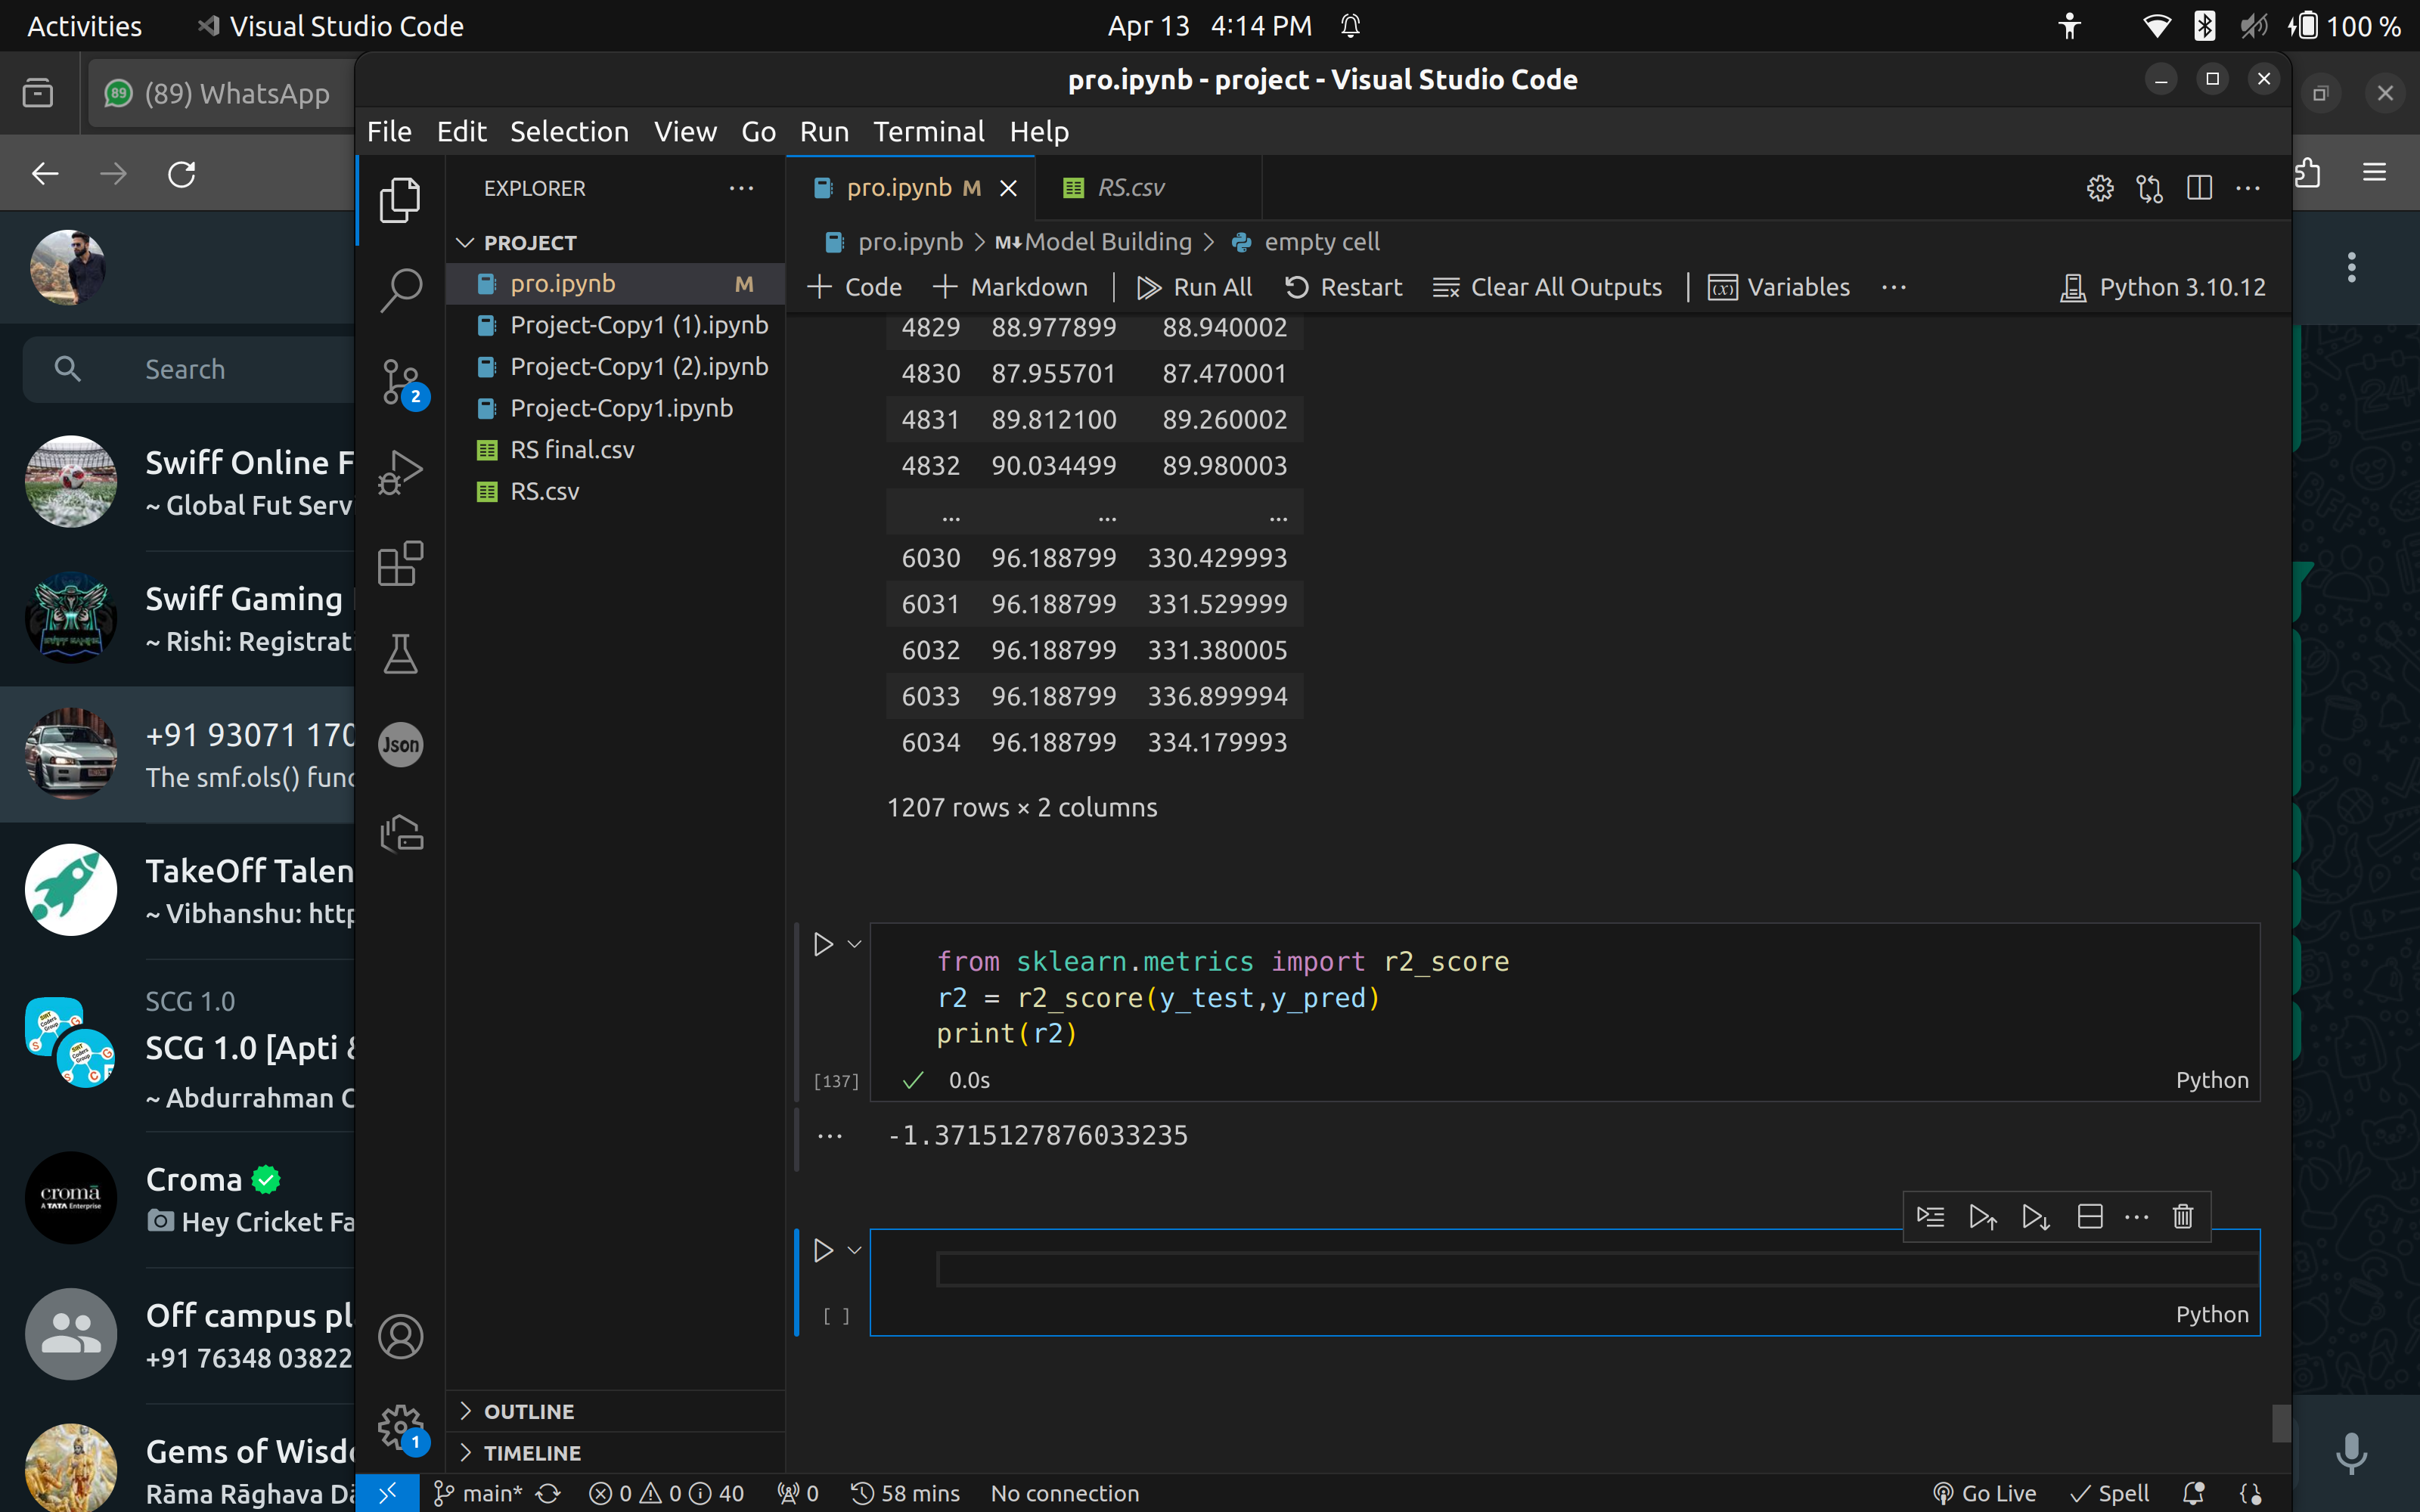 Activities
Visual Studio Code
Apr 13 4:14 PM
100 %
89 (89) WhatsApp
pro.ipynb - project - Visual Studio Code
File Edit Selection View Go Run Terminal Help
Search
Swiff Online F
~ Global Fut Serv
Swiff Gaming
~ Rishi: Registrati
+91 93071 170
The smf.ols() func
TakeOff Talen
~ Vibhanshu: http
SCG 1.0
SCG 1.0 [Apti &
~ Abdurrahman C
cromā
A TATA Enterprise
Croma
Hey Cricket Fa
Off campus pl
+91 76348 03822
Gems of Wisd
Rāma Rāghava Dā
EXPLORER ...
PROJECT
pro.ipynb M
Project-Copy1 (1).ipynb
Project-Copy1 (2).ipynb
Project-Copy1.ipynb
RS final.csv
RS.csv
2
Json
1
OUTLINE
TIMELINE
pro.ipynb M
RS.csv
pro.ipynb > M↓Model Building > empty cell
+ Code + Markdown | Run All Restart Clear All Outputs | Variables ... Python 3.10.12
4829 88.977899 88.940002
4830 87.955701 87.470001
4831 89.812100 89.260002
4832 90.034499 89.980003
... ... ...
6030 96.188799 330.429993
6031 96.188799 331.529999
6032 96.188799 331.380005
6033 96.188799 336.899994
6034 96.188799 334.179993
1207 rows × 2 columns
from sklearn.metrics import r2_score
r2 = r2_score(y_test,y_pred)
print(r2)
[137] 0.0s Python
-1.3715127876033235
[ ] Python
main* 0 0 40 0 58 mins No connection Go Live Spell